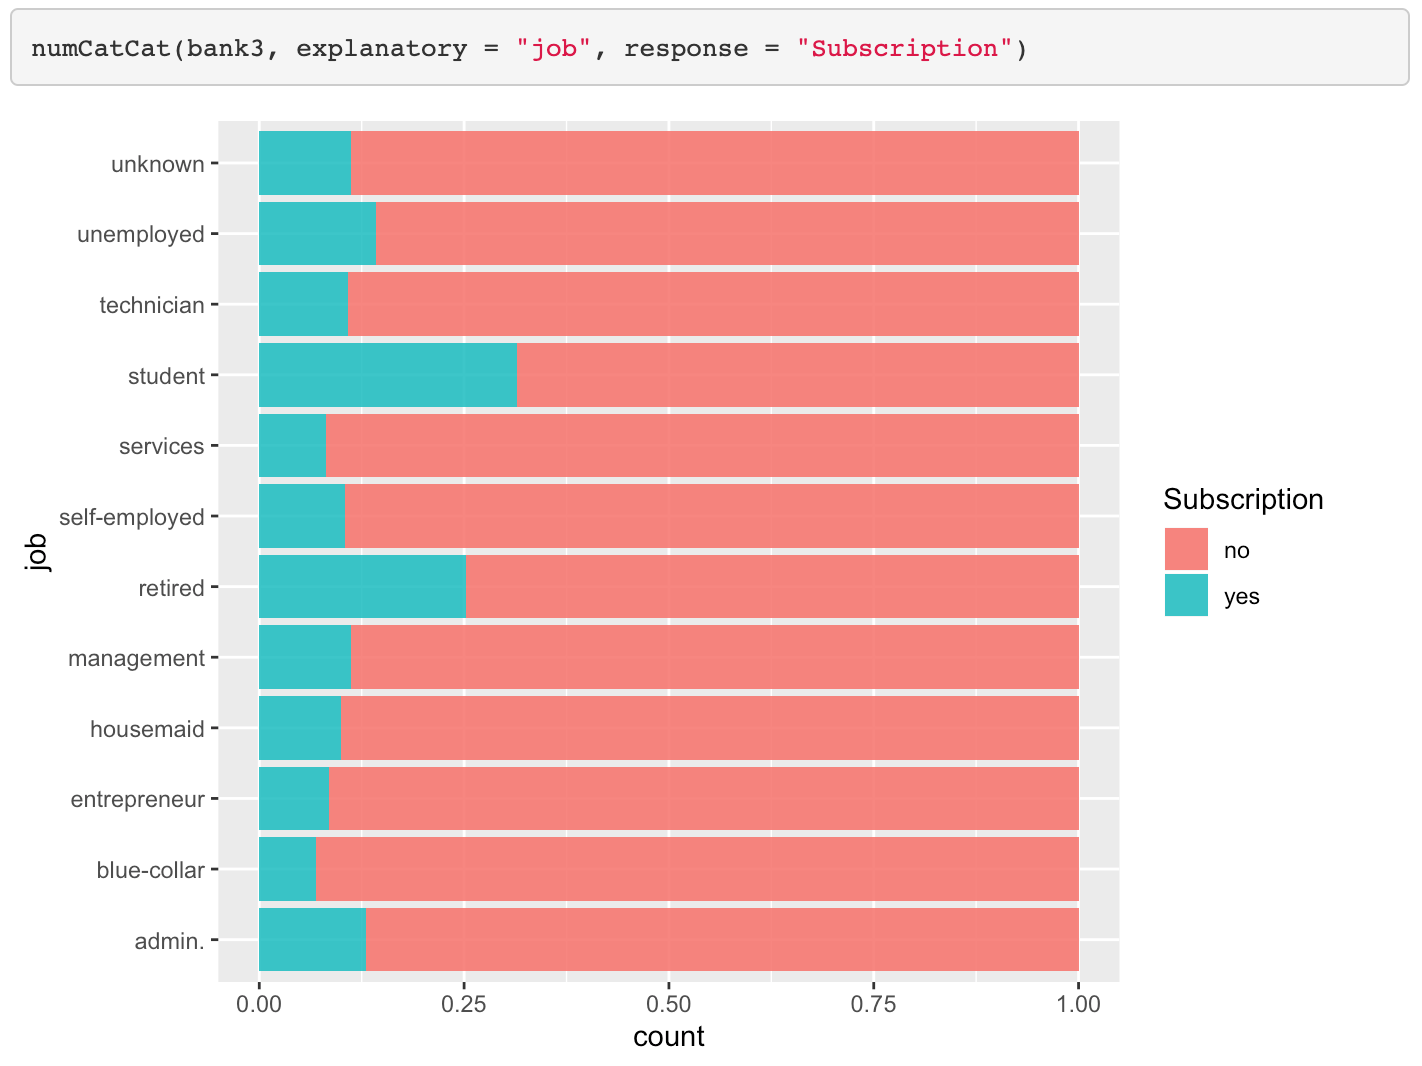 numCatCat(bank3, explanatory = "job", response = "Subscription")
unknown
unemployed
technician
student
services
self-employed
retired
management
housemaid
entrepreneur
blue-collar
admin.
job
0.00 0.25 0.50 0.75 1.00
count
Subscription
no
yes